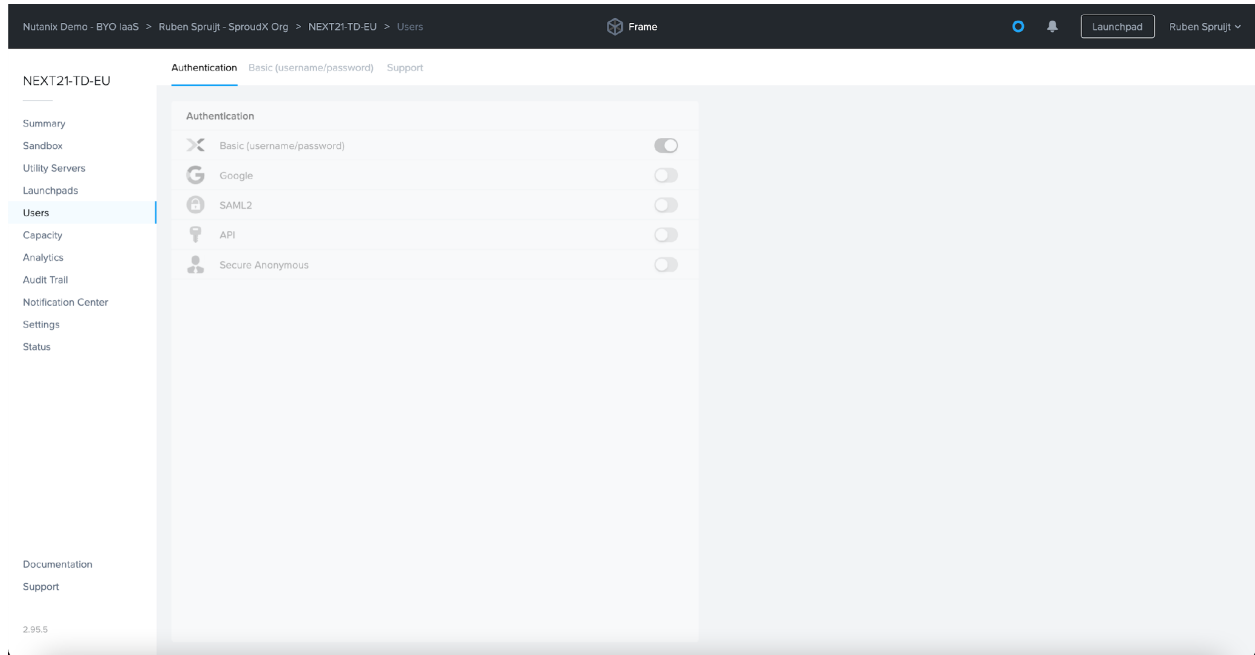 Nutanix Demo - BYO IaaS > Ruben Spruijt - SproudX Org > NEXT21-TD-EU > Users
Frame
Launchpad
Ruben Spruijt
NEXT21-TD-EU
Summary
Sandbox
Utility Servers
Launchpads
Users
Capacity
Analytics
Audit Trail
Notification Center
Settings
Status
Documentation
Support
2.95.5
Authentication Basic (username/password) Support
Authentication
Basic (username/password)
Google
SAML2
API
Secure Anonymous